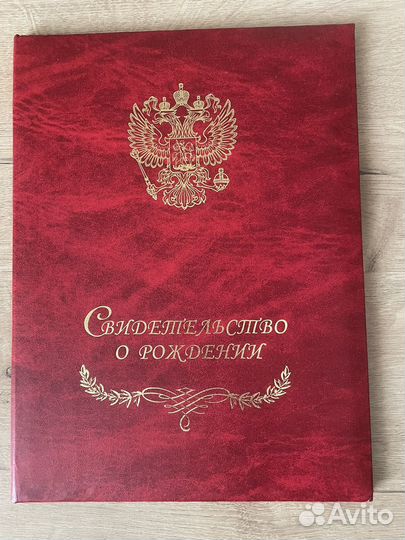 Свидетельство
о рождении
Avito